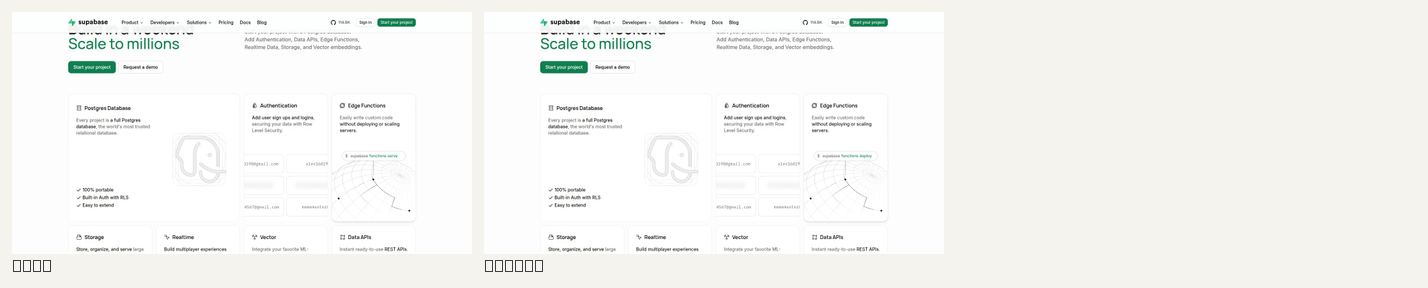 supabase
Product
Developers
Solutions
Pricing
Docs
Blog
Sign in
Start your project
Build in a weekend
Scale to millions
Add Authentication, Data APIs, Edge Functions,
Realtime Data, Storage, and Vector embeddings.
Start your project
Request a demo
Postgres Database
Every project is a full Postgres
database, the world's most trusted
relational database.
100% portable
Built-in Auth with RLS
Easy to extend
Authentication
Add user sign ups and logins,
securing your data with Row
Level Security.
Edge Functions
Easily write custom code
without deploying or scaling
servers.
$ supabase functions serve
Storage
Store, organize, and serve large
Realtime
Build multiplayer experiences
Vector
Integrate your favorite ML-
Data APIs
Instant ready-to-use REST APIs.
supabase
Product
Developers
Solutions
Pricing
Docs
Blog
Sign in
Start your project
Build in a weekend
Scale to millions
Add Authentication, Data APIs, Edge Functions,
Realtime Data, Storage, and Vector embeddings.
Start your project
Request a demo
Postgres Database
Every project is a full Postgres
database, the world's most trusted
relational database.
100% portable
Built-in Auth with RLS
Easy to extend
Authentication
Add user sign ups and logins,
securing your data with Row
Level Security.
Edge Functions
Easily write custom code
without deploying or scaling
servers.
$ supabase functions deploy
Storage
Store, organize, and serve large
Realtime
Build multiplayer experiences
Vector
Integrate your favorite ML-
Data APIs
Instant ready-to-use REST APIs.